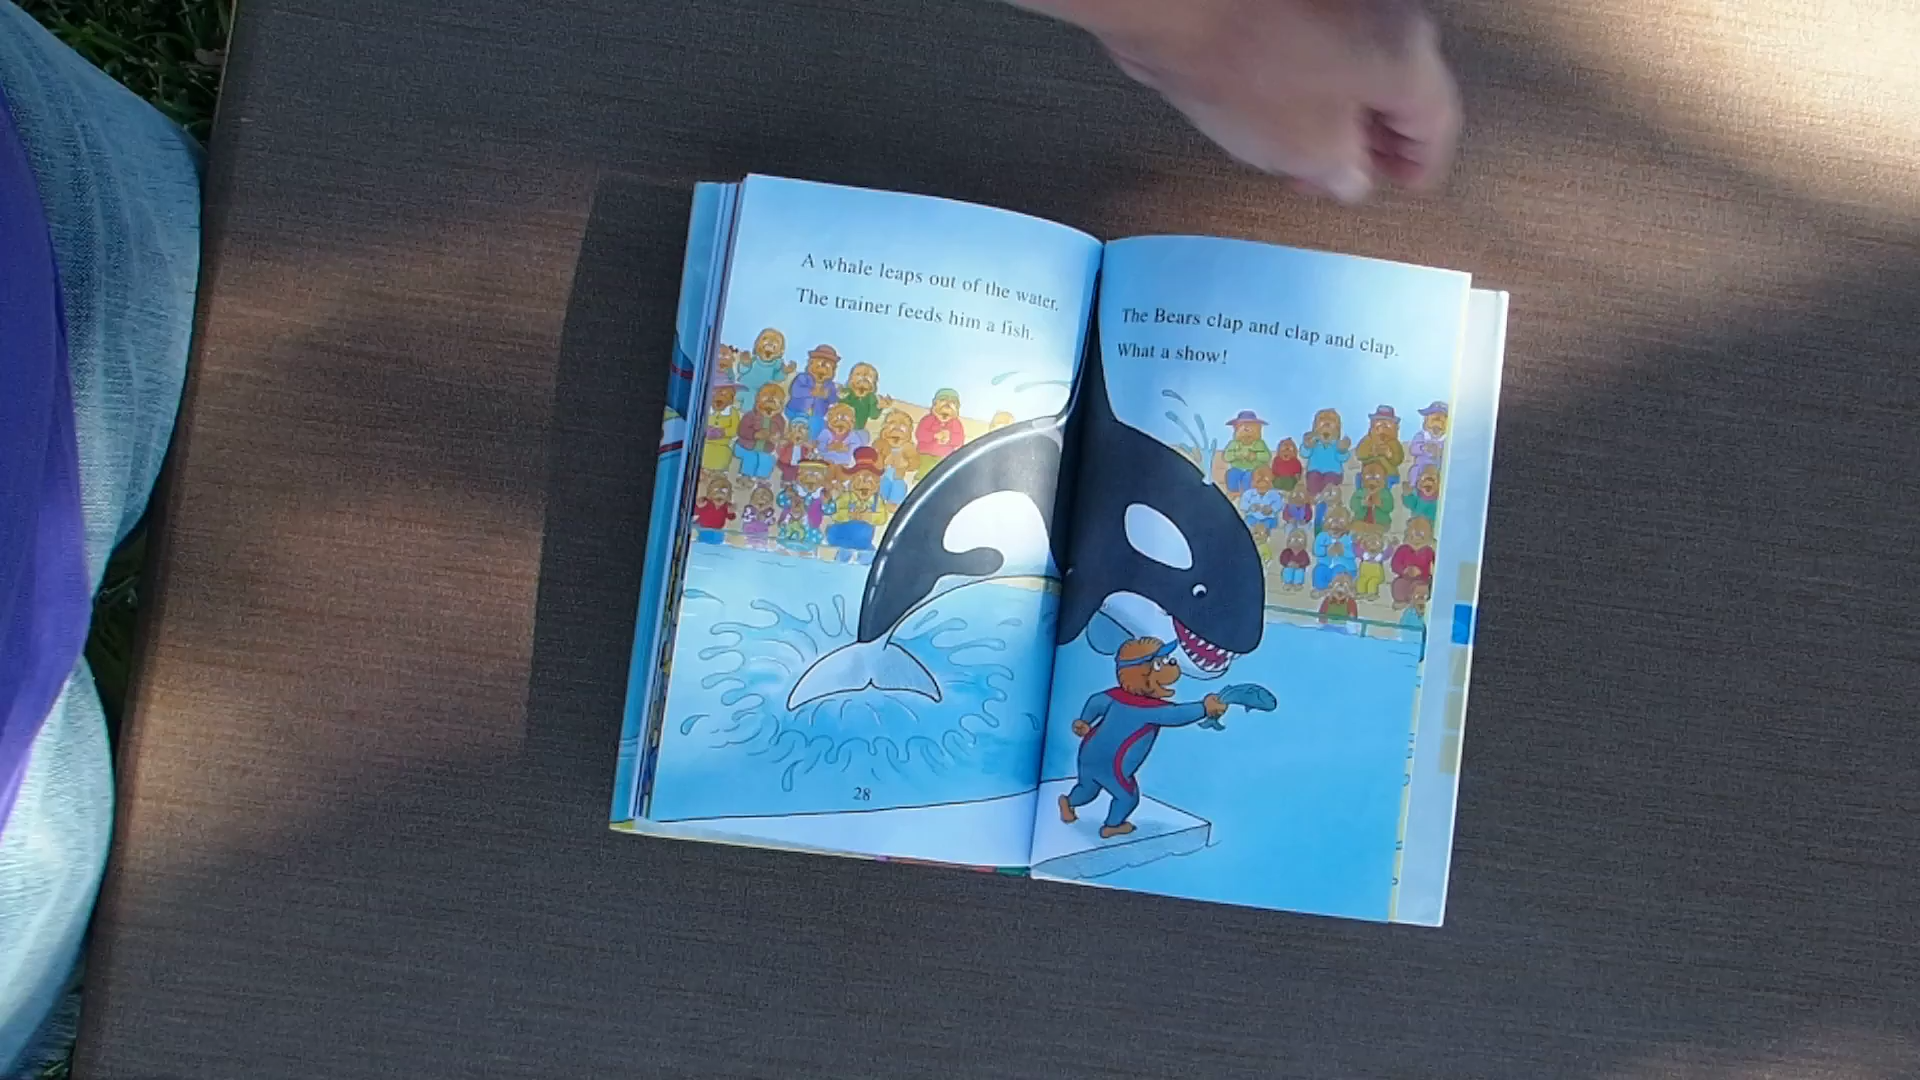 A whale leaps out of the water.
The trainer feeds him a fish.
28
The Bears clap and clap and clap.
What a show!